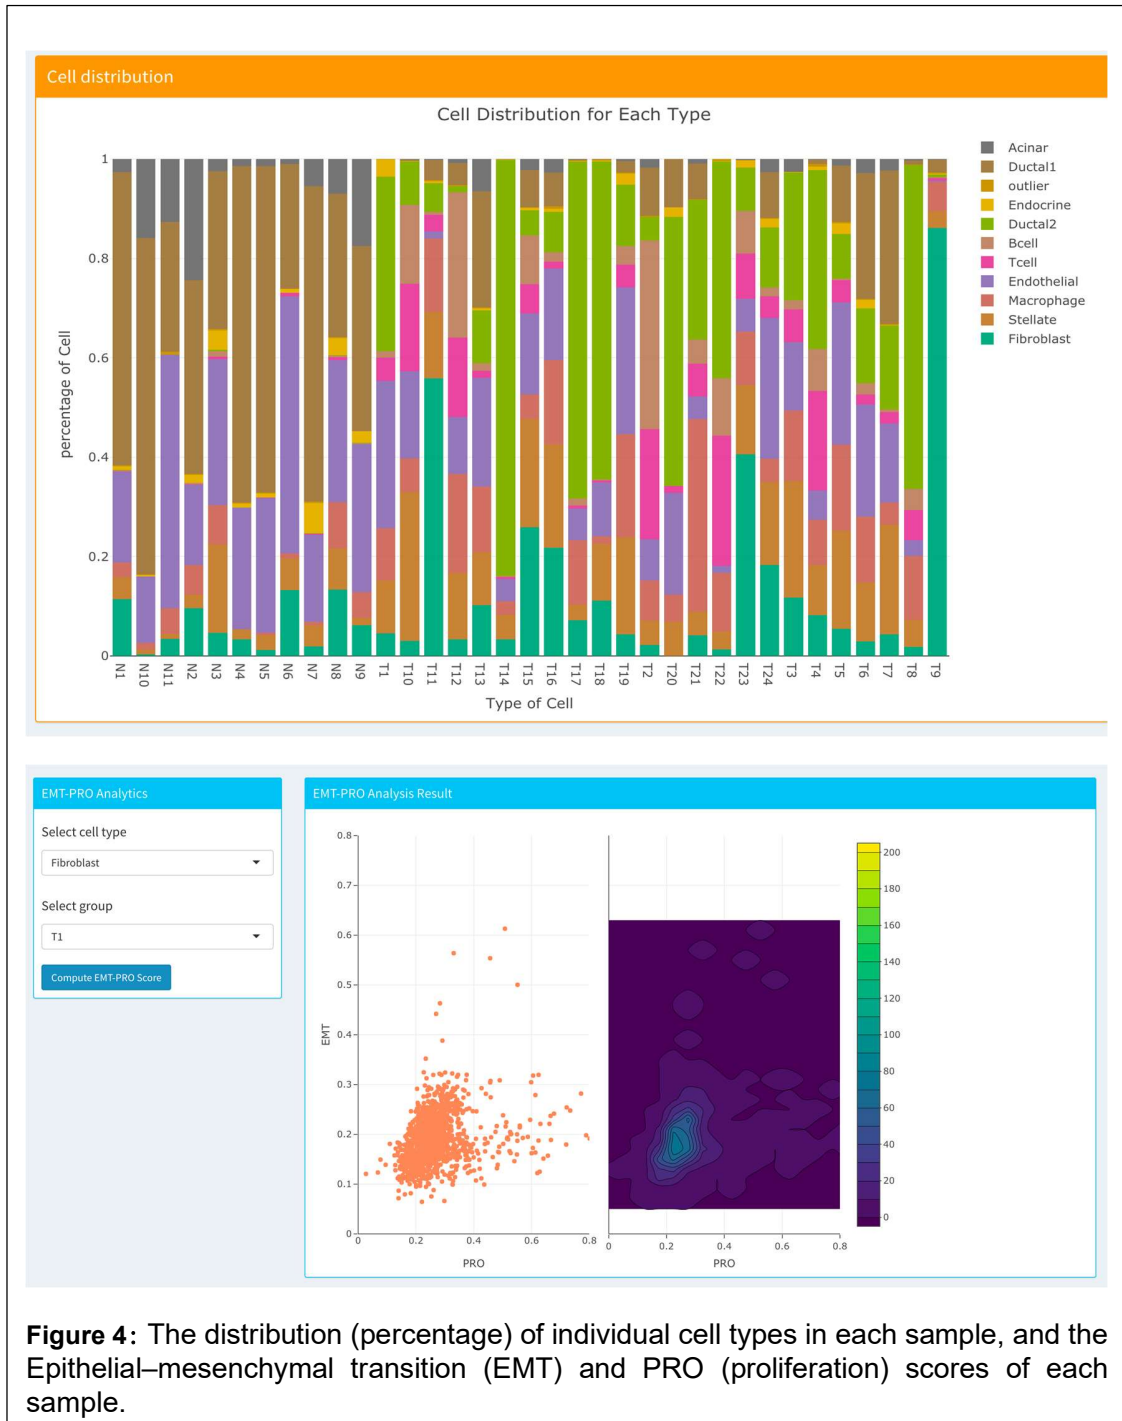 Cell distribution
Cell Distribution for Each Type
percentage of Cell
1
0.8
0.6
0.4
0.2
0
N1 N10 N11 N2 N3 N4 N5 N6 N7 N8 N9 T1 T10 T11 T12 T13 T14 T15 T16 T17 T18 T19 T2 T20 T21 T22 T23 T24 T3 T4 T5 T6 T7 T8 T9
Type of Cell
Acinar
Ductal1
outlier
Endocrine
Ductal2
Bcell
Tcell
Endothelial
Macrophage
Stellate
Fibroblast
EMT-PRO Analytics
Select cell type
Fibroblast
Select group
T1
Compute EMT-PRO Score
EMT-PRO Analysis Result
EMT
0.8
0.7
0.6
0.5
0.4
0.3
0.2
0.1
0
0 0.2 0.4 0.6 0.8
PRO
0 0.2 0.4 0.6 0.8
PRO
200
180
160
140
120
100
80
60
40
20
0
Figure 4: The distribution (percentage) of individual cell types in each sample, and the
Epithelial–mesenchymal transition (EMT) and PRO (proliferation) scores of each
sample.